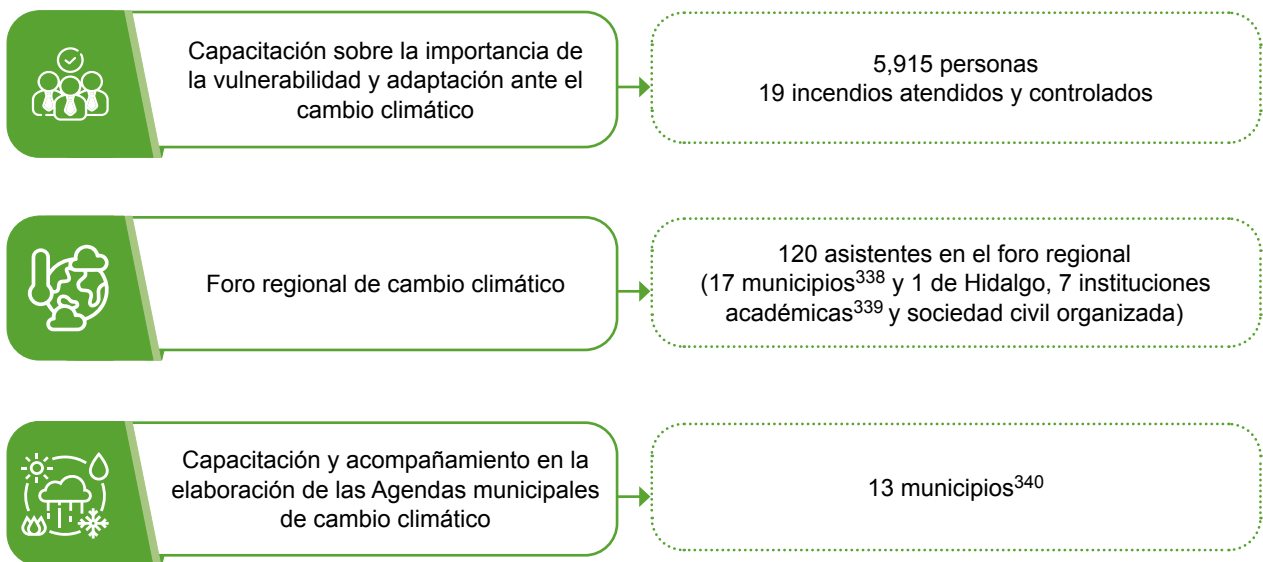 Capacitación sobre la importancia de
la vulnerabilidad y adaptación ante el
cambio climático
5,915 personas
19 incendios atendidos y controlados
Foro regional de cambio climático
120 asistentes en el foro regional
(17 municipios338 y 1 de Hidalgo, 7 instituciones
académicas339 y sociedad civil organizada)
Capacitación y acompañamiento en la
elaboración de las Agendas municipales
de cambio climático
13 municipios340